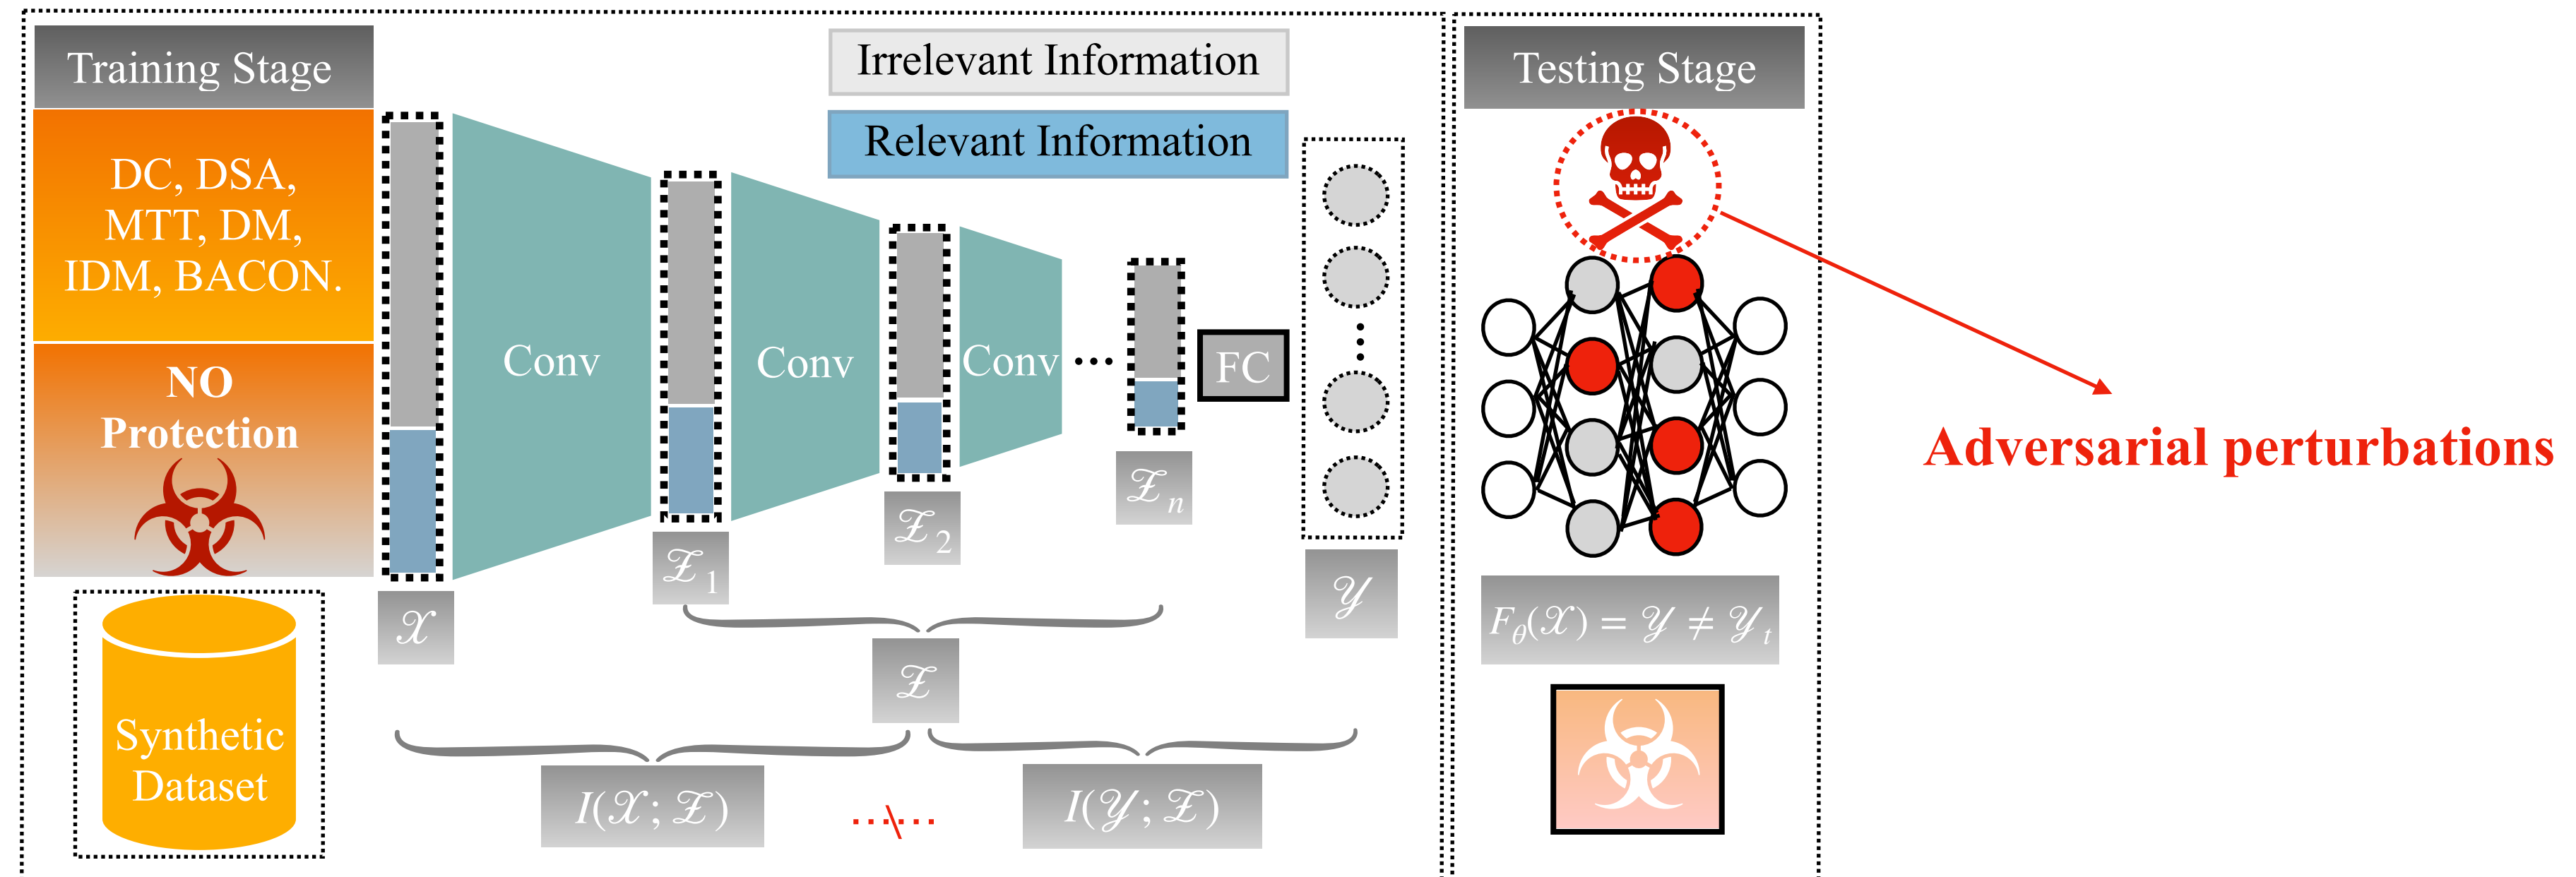 Training Stage
DC, DSA,
MTT, DM,
IDM, BACON.
NO
Protection
Synthetic
Dataset
Irrelevant Information
Relevant Information
Conv
Conv
Conv
...
FC
𝒳
𝒵₁
𝒵₂
𝒵ₙ
𝒴
𝒵
I(𝒳; 𝒵)
I(𝒴; 𝒵)
Testing Stage
F_θ(𝒳) = 𝒴 ≠ 𝒴ₜ
Adversarial perturbations